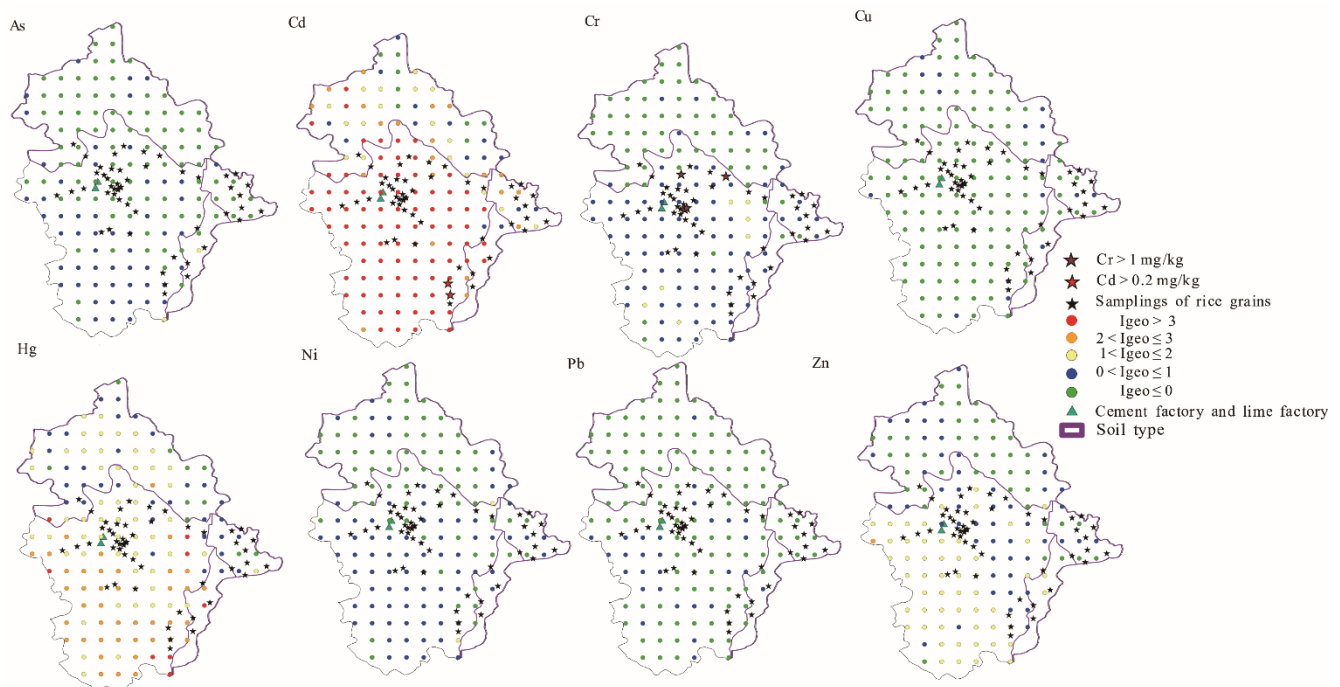 As
Cd
Cr
Cu
Cr > 1 mg/kg
Cd > 0.2 mg/kg
Samplings of rice grains
Igeo > 3
2 < Igeo ≤ 3
1 < Igeo ≤ 2
0 < Igeo ≤ 1
Igeo ≤ 0
Cement factory and lime factory
Soil type
Hg
Ni
Pb
Zn